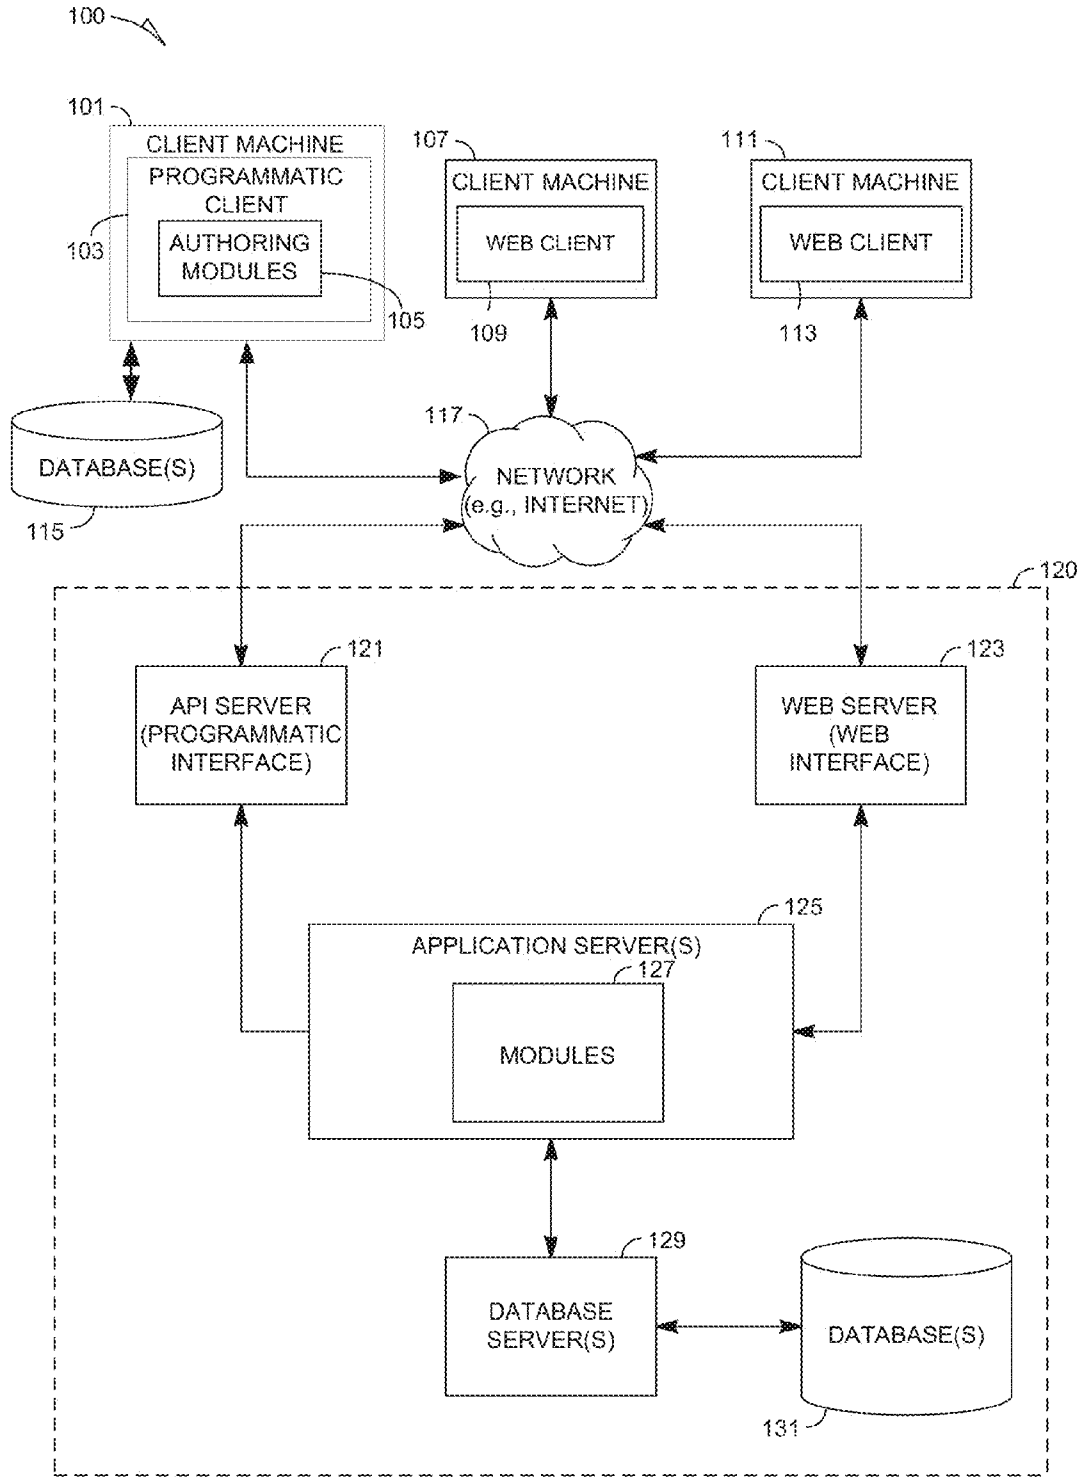 100
101
CLIENT MACHINE
PROGRAMMATIC
CLIENT
103
AUTHORING
MODULES
105
107
CLIENT MACHINE
WEB CLIENT
109
111
CLIENT MACHINE
WEB CLIENT
113
DATABASE(S)
115
117
NETWORK
(e.g., INTERNET)
120
121
API SERVER
(PROGRAMMATIC
INTERFACE)
123
WEB SERVER
(WEB
INTERFACE)
125
APPLICATION SERVER(S)
127
MODULES
129
DATABASE
SERVER(S)
DATABASE(S)
131